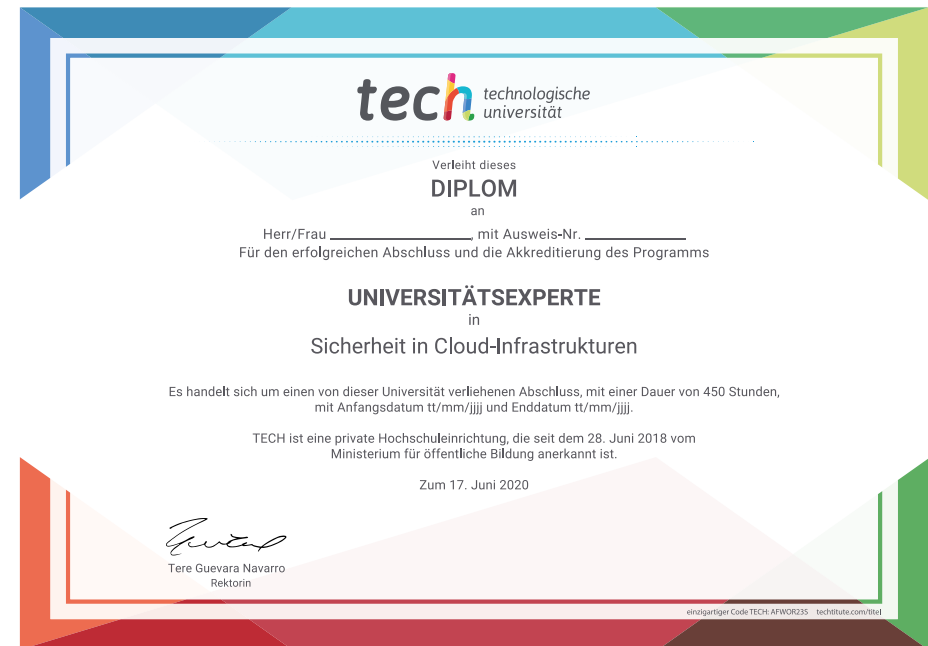 tech technologische
universität
Verleiht dieses
DIPLOM
an
Herr/Frau ____________, mit Ausweis-Nr. ____________
Für den erfolgreichen Abschluss und die Akkreditierung des Programms
UNIVERSITÄTSEXPERTE
in
Sicherheit in Cloud-Infrastrukturen
Es handelt sich um einen von dieser Universität verliehenen Abschluss, mit einer Dauer von 450 Stunden,
mit Anfangsdatum tt/mm/jjjj und Enddatum tt/mm/jjjj.
TECH ist eine private Hochschuleinrichtung, die seit dem 28. Juni 2018 vom
Ministerium für öffentliche Bildung anerkannt ist.
Zum 17. Juni 2020
Tere Guevara Navarro
Rektorin
einzigartiger Code TECH: AFWOR23S techtitute.com/titel